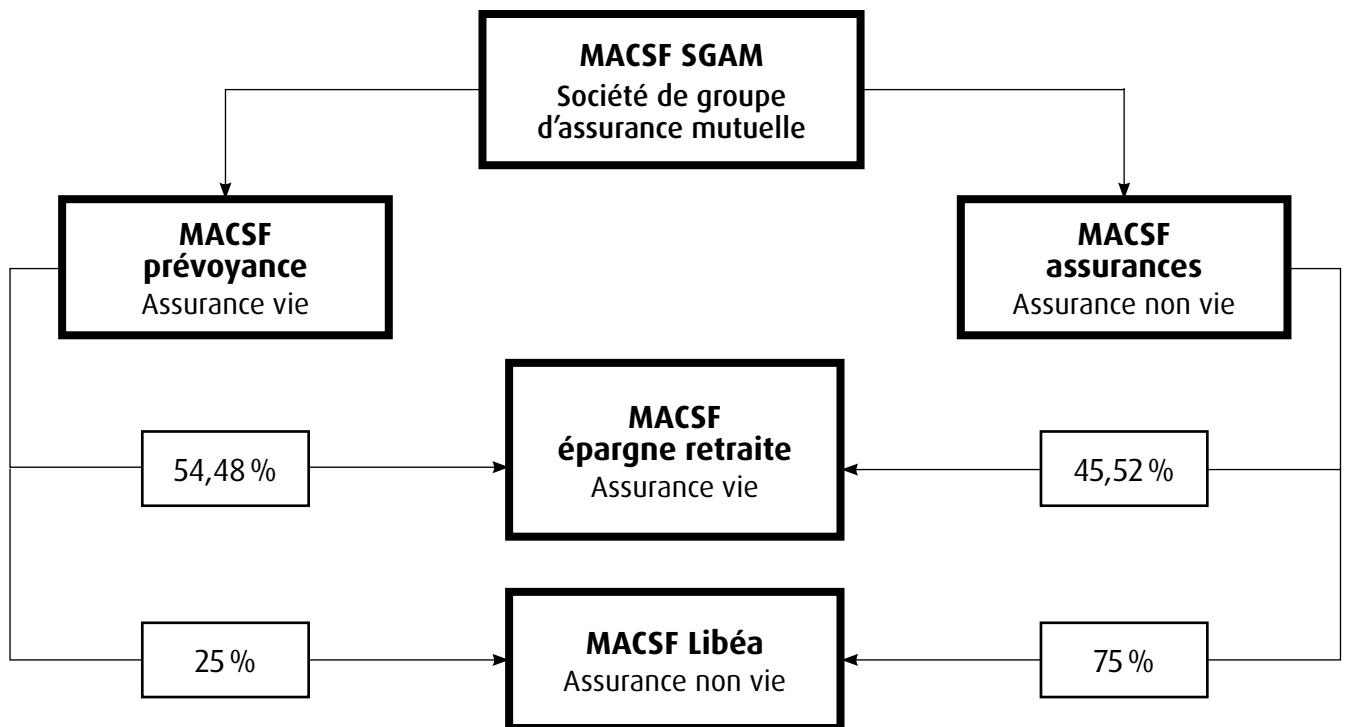 MACSF SGAM
Société de groupe
d'assurance mutuelle
MACSF
prévoyance
Assurance vie
MACSF
assurances
Assurance non vie
MACSF
épargne retraite
Assurance vie
54,48 %
45,52 %
MACSF Libéa
Assurance non vie
25 %
75 %